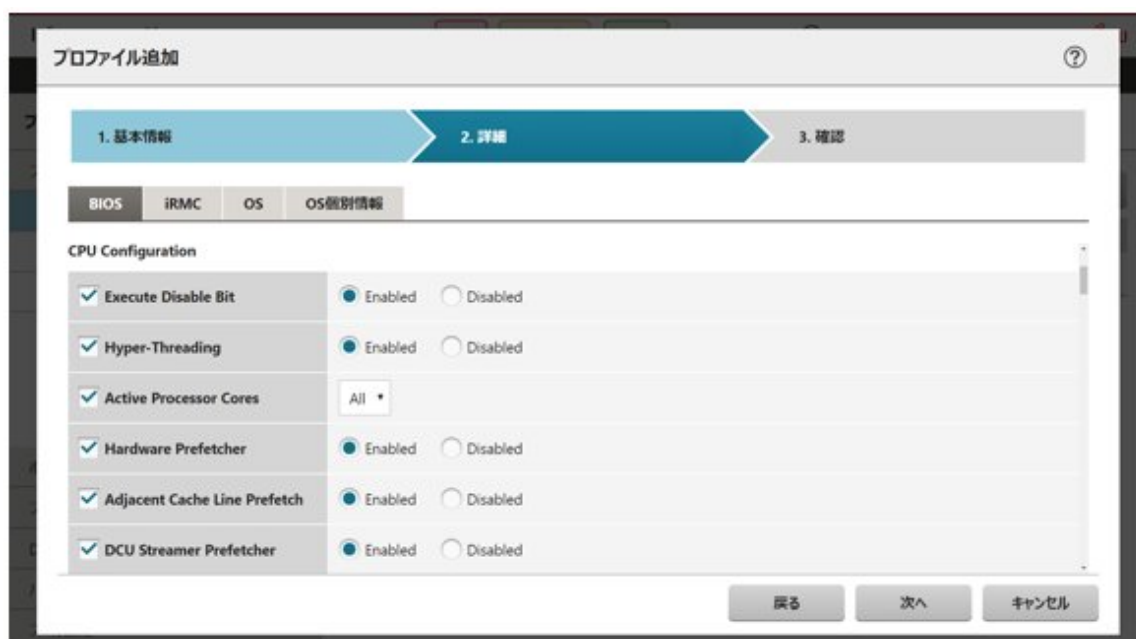 プロファイル追加
1. 基本情報
2. 詳細
3. 確認
BIOS iRMC OS OS個別情報
CPU Configuration
Execute Disable Bit Enabled Disabled
Hyper-Threading Enabled Disabled
Active Processor Cores All
Hardware Prefetcher Enabled Disabled
Adjacent Cache Line Prefetch Enabled Disabled
DCU Streamer Prefetcher Enabled Disabled
戻る 次へ キャンセル